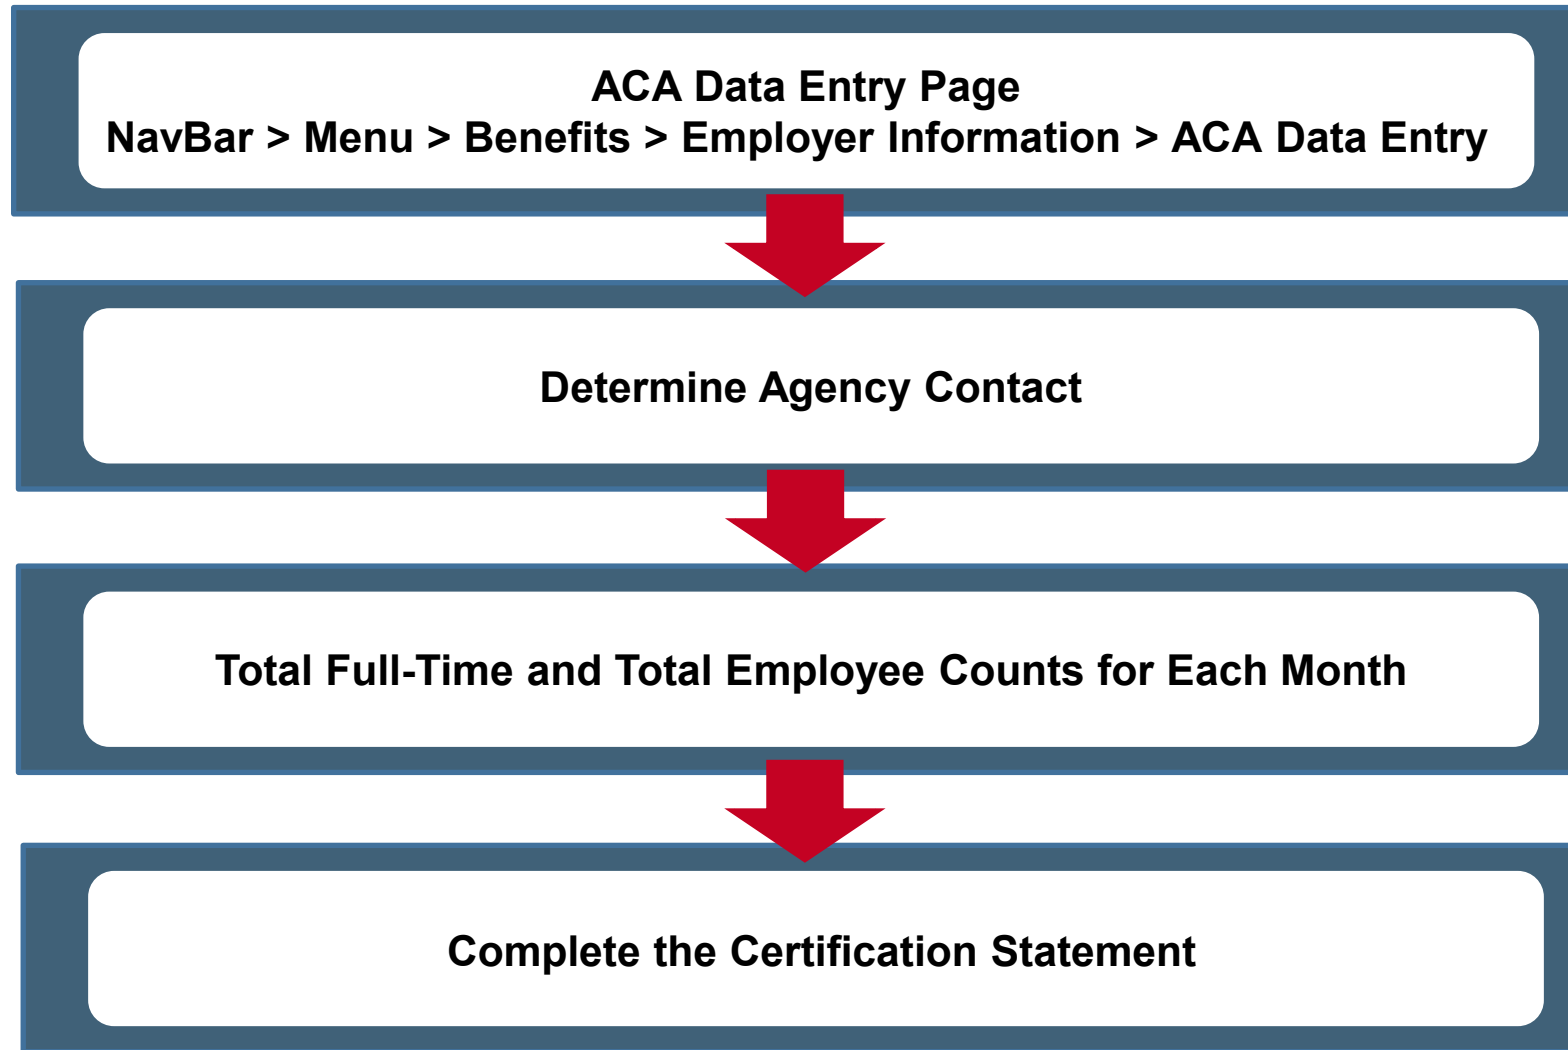 ACA Data Entry Page
NavBar > Menu > Benefits > Employer Information > ACA Data Entry
Determine Agency Contact
Total Full-Time and Total Employee Counts for Each Month
Complete the Certification Statement